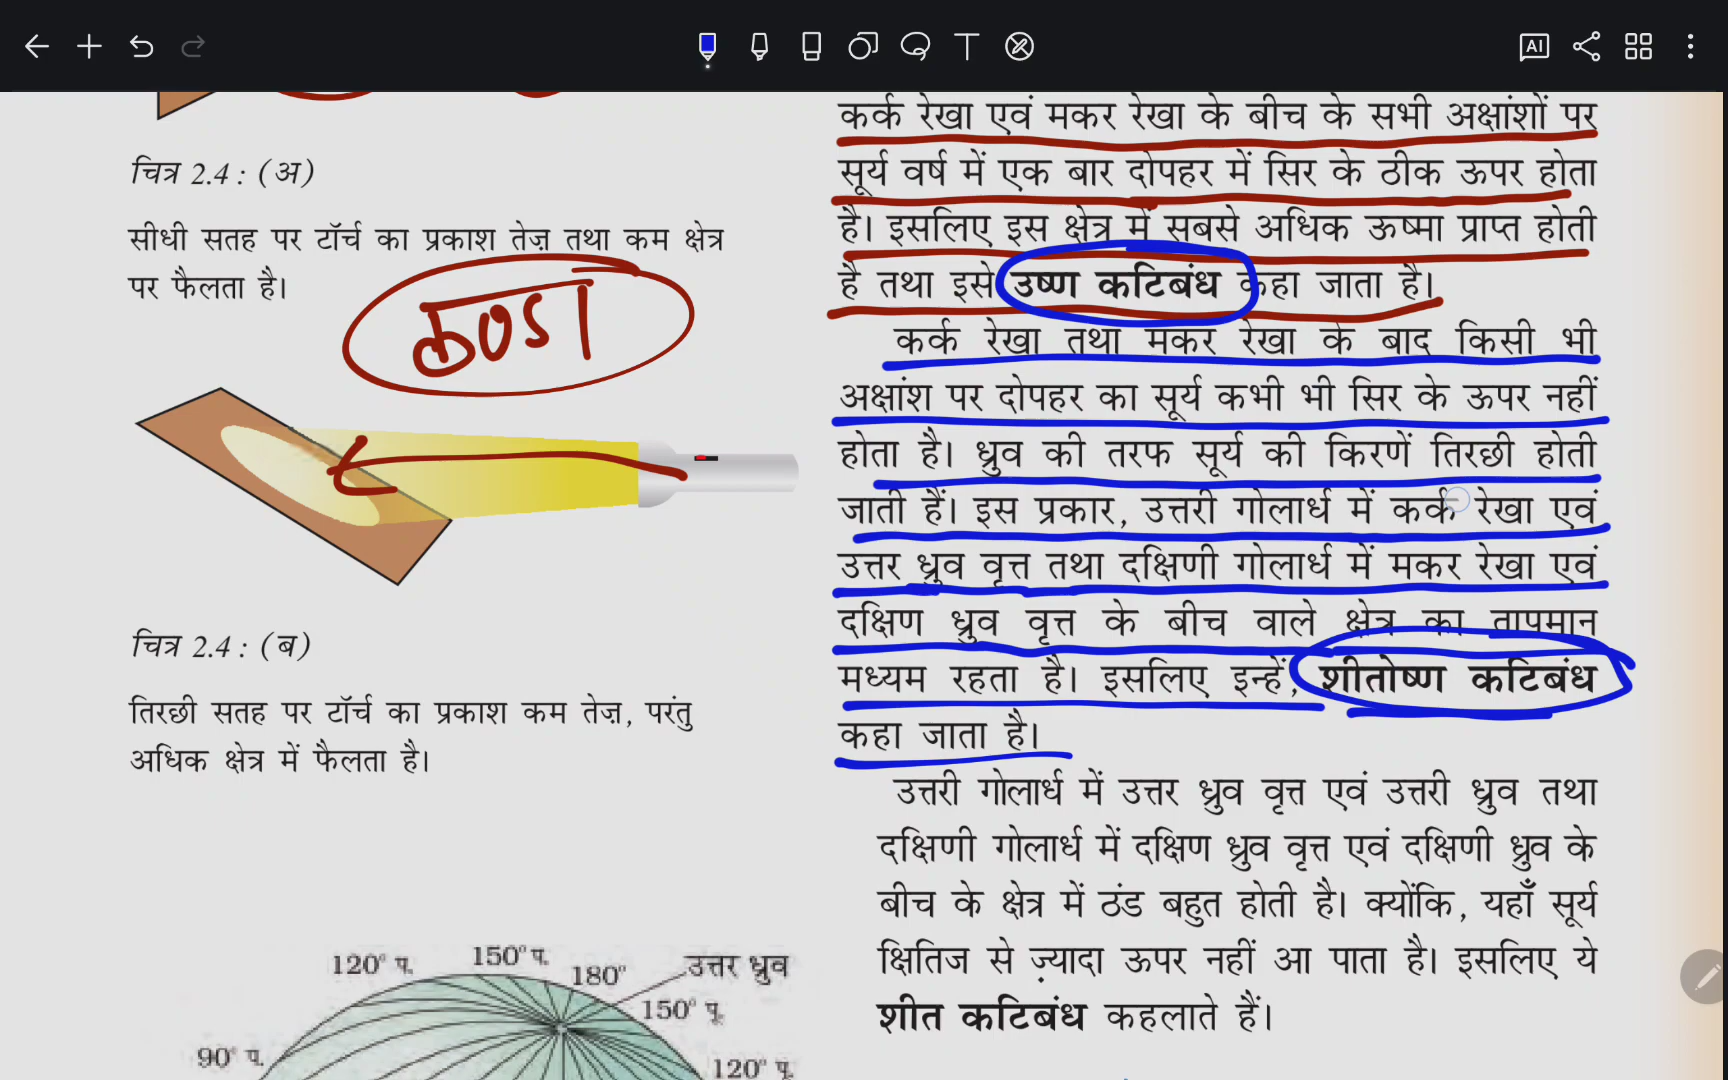 AI
चित्र 2.4 : (अ)
सीधी सतह पर टॉर्च का प्रकाश तेज़ तथा कम क्षेत्र
पर फैलता है।
चित्र 2.4 : (ब)
तिरछी सतह पर टॉर्च का प्रकाश कम तेज़, परंतु
अधिक क्षेत्र में फैलता है।
120° प.
150° प.
180°
उत्तर ध्रुव
150° पू.
90° प.
120° प.
कर्क रेखा एवं मकर रेखा के बीच के सभी अक्षांशों पर
सूर्य वर्ष में एक बार दोपहर में सिर के ठीक ऊपर होता
है। इसलिए इस क्षेत्र में सबसे अधिक ऊष्मा प्राप्त होती
है तथा इसे उष्ण कटिबंध कहा जाता है।
कर्क रेखा तथा मकर रेखा के बाद किसी भी
अक्षांश पर दोपहर का सूर्य कभी भी सिर के ऊपर नहीं
होता है। ध्रुव की तरफ सूर्य की किरणें तिरछी होती
जाती हैं। इस प्रकार, उत्तरी गोलार्ध में कर्क रेखा एवं
उत्तर ध्रुव वृत्त तथा दक्षिणी गोलार्ध में मकर रेखा एवं
दक्षिण ध्रुव वृत्त के बीच वाले क्षेत्र का तापमान
मध्यम रहता है। इसलिए इन्हें, शीतोष्ण कटिबंध
कहा जाता है।
उत्तरी गोलार्ध में उत्तर ध्रुव वृत्त एवं उत्तरी ध्रुव तथा
दक्षिणी गोलार्ध में दक्षिण ध्रुव वृत्त एवं दक्षिणी ध्रुव के
बीच के क्षेत्र में ठंड बहुत होती है। क्योंकि, यहाँ सूर्य
क्षितिज से ज़्यादा ऊपर नहीं आ पाता है। इसलिए ये
शीत कटिबंध कहलाते हैं।